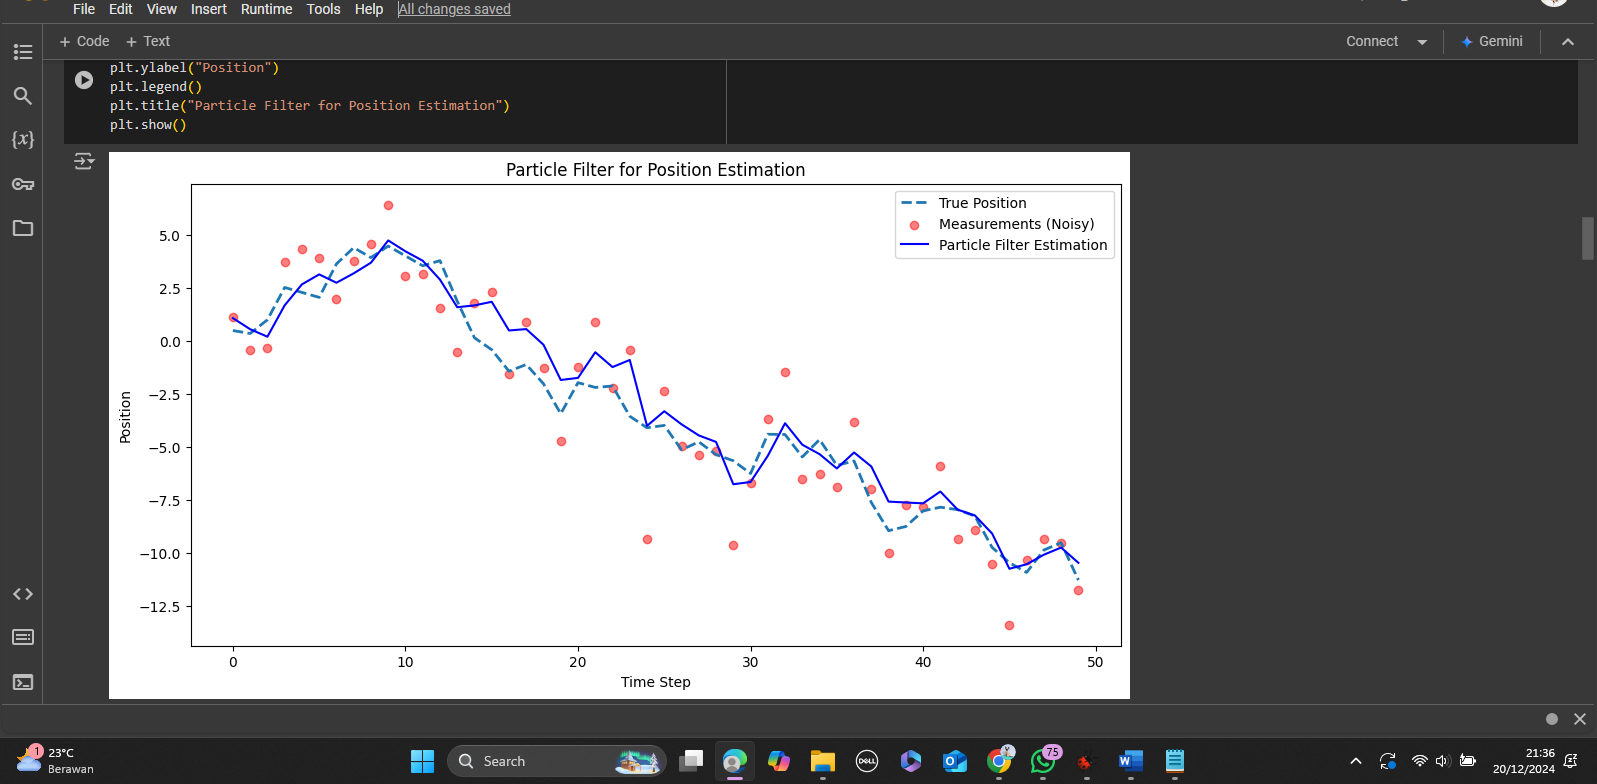 File Edit View Insert Runtime Tools Help All changes saved
+ Code + Text Connect Gemini
plt.ylabel("Position")
plt.legend()
plt.title("Particle Filter for Position Estimation")
plt.show()
{x}
Particle Filter for Position Estimation
True Position
Measurements (Noisy)
Particle Filter Estimation
5.0
2.5
0.0
−2.5
−5.0
−7.5
−10.0
−12.5
Position
0 10 20 30 40 50
Time Step
1
23°C
Berawan
Search
DELL
75
W
21:36
20/12/2024